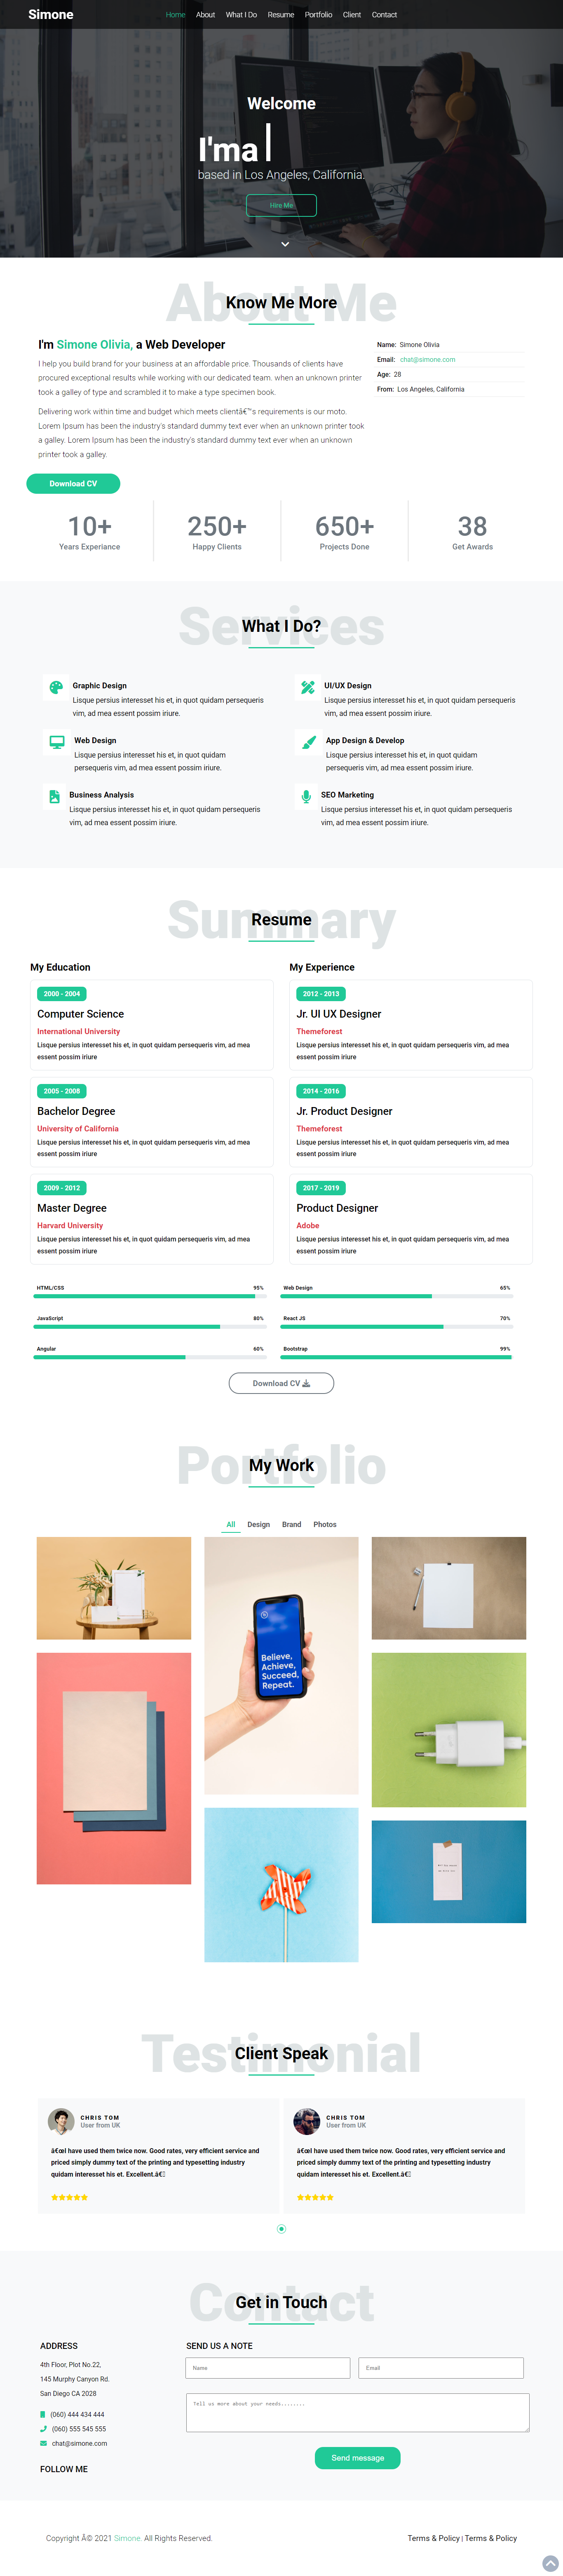 Simone
Home About What I Do Resume Portfolio Client Contact
Welcome
I'ma
based in Los Angeles, California.
Hire Me
About Me
Know Me More
I'm Simone Olivia, a Web Developer
I help you build brand for your business at an affordable price. Thousands of clients have
procured exceptional results while working with our dedicated team. when an unknown printer
took a galley of type and scrambled it to make a type specimen book.
Delivering work within time and budget which meets clientâ€™s requirements is our moto.
Lorem Ipsum has been the industry's standard dummy text ever when an unknown printer took
a galley. Lorem Ipsum has been the industry's standard dummy text ever when an unknown
printer took a galley.
Name: Simone Olivia
Email: chat@simone.com
Age: 28
From: Los Angeles, California
Download CV
10+
Years Experiance
250+
Happy Clients
650+
Projects Done
38
Get Awards
Services
What I Do?
Graphic Design
Lisque persius interesset his et, in quot quidam persequeris
vim, ad mea essent possim iriure.
UI/UX Design
Lisque persius interesset his et, in quot quidam persequeris
vim, ad mea essent possim iriure.
Web Design
Lisque persius interesset his et, in quot quidam
persequeris vim, ad mea essent possim iriure.
App Design & Develop
Lisque persius interesset his et, in quot quidam
persequeris vim, ad mea essent possim iriure.
Business Analysis
Lisque persius interesset his et, in quot quidam persequeris
vim, ad mea essent possim iriure.
SEO Marketing
Lisque persius interesset his et, in quot quidam persequeris
vim, ad mea essent possim iriure.
Summary
Resume
My Education
2000 - 2004
Computer Science
International University
Lisque persius interesset his et, in quot quidam persequeris vim, ad mea
essent possim iriure
2005 - 2008
Bachelor Degree
University of California
Lisque persius interesset his et, in quot quidam persequeris vim, ad mea
essent possim iriure
2009 - 2012
Master Degree
Harvard University
Lisque persius interesset his et, in quot quidam persequeris vim, ad mea
essent possim iriure
My Experience
2012 - 2013
Jr. UI UX Designer
Themeforest
Lisque persius interesset his et, in quot quidam persequeris vim, ad mea
essent possim iriure
2014 - 2016
Jr. Product Designer
Themeforest
Lisque persius interesset his et, in quot quidam persequeris vim, ad mea
essent possim iriure
2017 - 2019
Product Designer
Adobe
Lisque persius interesset his et, in quot quidam persequeris vim, ad mea
essent possim iriure
HTML/CSS 95%
Web Design 65%
JavaScript 80%
React JS 70%
Angular 60%
Bootstrap 99%
Download CV
Portfolio
My Work
All Design Brand Photos
Believe,
Achieve,
Succeed,
Repeat.
Testimonial
Client Speak
CHRIS TOM
User from UK
â€œI have used them twice now. Good rates, very efficient service and
priced simply dummy text of the printing and typesetting industry
quidam interesset his et. Excellent.â€
CHRIS TOM
User from UK
â€œI have used them twice now. Good rates, very efficient service and
priced simply dummy text of the printing and typesetting industry
quidam interesset his et. Excellent.â€
Contact
Get in Touch
ADDRESS
4th Floor, Plot No.22,
145 Murphy Canyon Rd.
San Diego CA 2028
(060) 444 434 444
(060) 555 545 555
chat@simone.com
FOLLOW ME
SEND US A NOTE
Name
Email
Tell us more about your needs........
Send message
Copyright Â© 2021 Simone. All Rights Reserved.
Terms & Policy | Terms & Policy